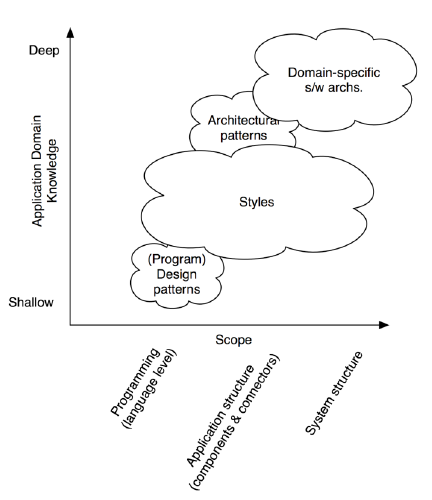 Deep
Domain-specific
s/w archs.
Architectural
patterns
Application Domain
Knowledge
Styles
(Program)
Design
patterns
Shallow
Scope
Programming
(language level)
Application structure
(components & connectors)
System structure